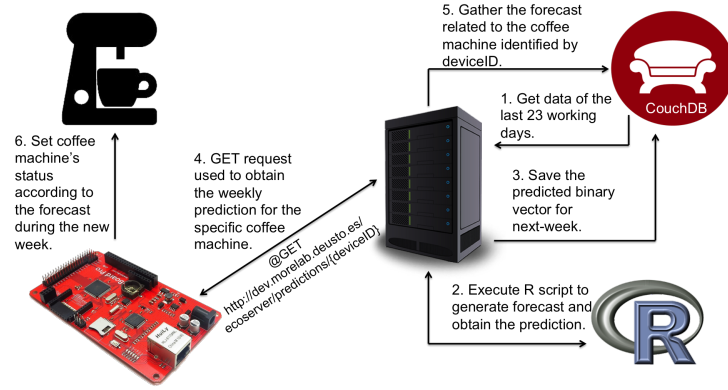 5. Gather the forecast
related to the coffee
machine identified by
deviceID.
CouchDB
1. Get data of the
last 23 working
days.
6. Set coffee
machine's
status
according to
the forecast
during the new
week.
4. GET request
used to obtain
the weekly
prediction for the
specific coffee
machine.
3. Save the
predicted binary
vector for
next-week.
@GET
http://dev.morelab.deusto.es/
ecoserver/predictions/{deviceID}
2. Execute R script to
generate forecast and
obtain the prediction.
R
Board Pro
HanRun